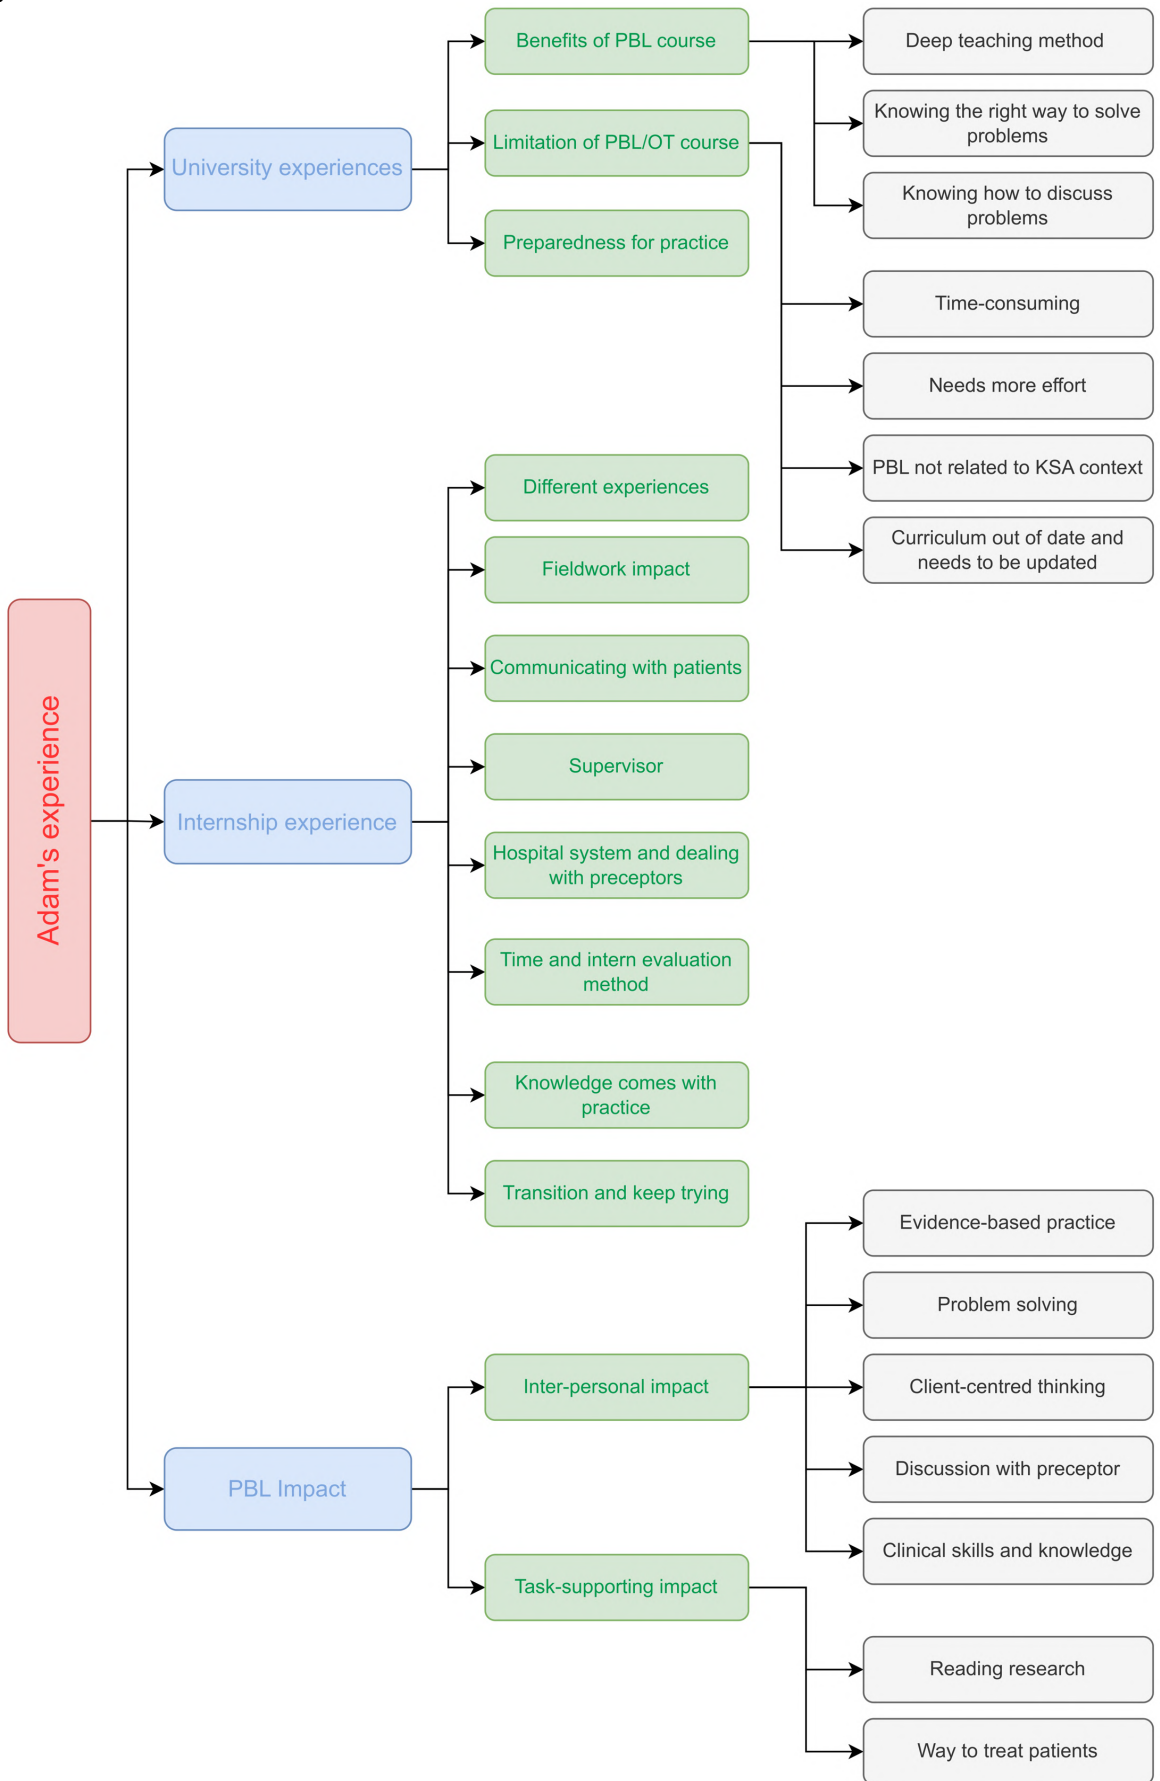 Adam's experience
University experiences
Benefits of PBL course
Deep teaching method
Knowing the right way to solve
problems
Knowing how to discuss
problems
Limitation of PBL/OT course
Time-consuming
Needs more effort
PBL not related to KSA context
Curriculum out of date and
needs to be updated
Preparedness for practice
Internship experience
Different experiences
Fieldwork impact
Communicating with patients
Supervisor
Hospital system and dealing
with preceptors
Time and intern evaluation
method
Knowledge comes with
practice
Transition and keep trying
PBL Impact
Inter-personal impact
Evidence-based practice
Problem solving
Client-centred thinking
Discussion with preceptor
Clinical skills and knowledge
Task-supporting impact
Reading research
Way to treat patients